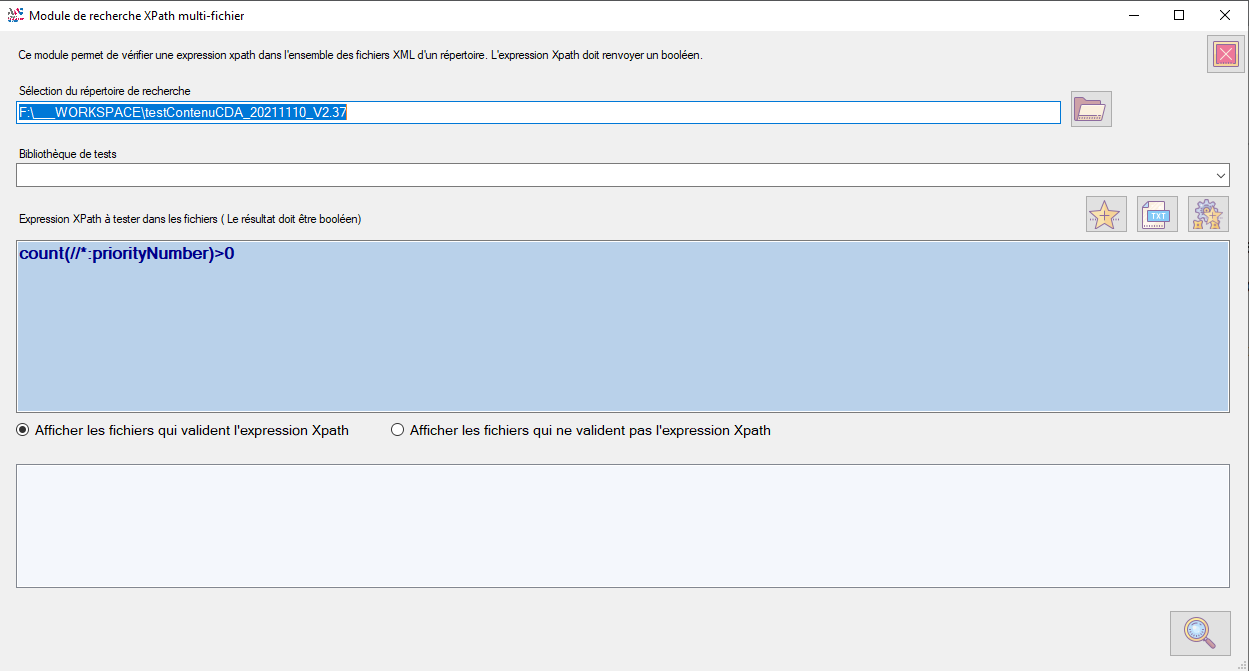 Module de recherche XPath multi-fichier
Ce module permet de vérifier une expression xpath dans l'ensemble des fichiers XML d'un répertoire. L'expression Xpath doit renvoyer un booléen.
Sélection du répertoire de recherche
F:\___WORKSPACE\testContenuCDA_20211110_V2.37
Bibliothèque de tests
Expression XPath à tester dans les fichiers ( Le résultat doit être booléen)
TXT
count(//*:priorityNumber)>0
Afficher les fichiers qui valident l'expression Xpath
Afficher les fichiers qui ne valident pas l'expression Xpath